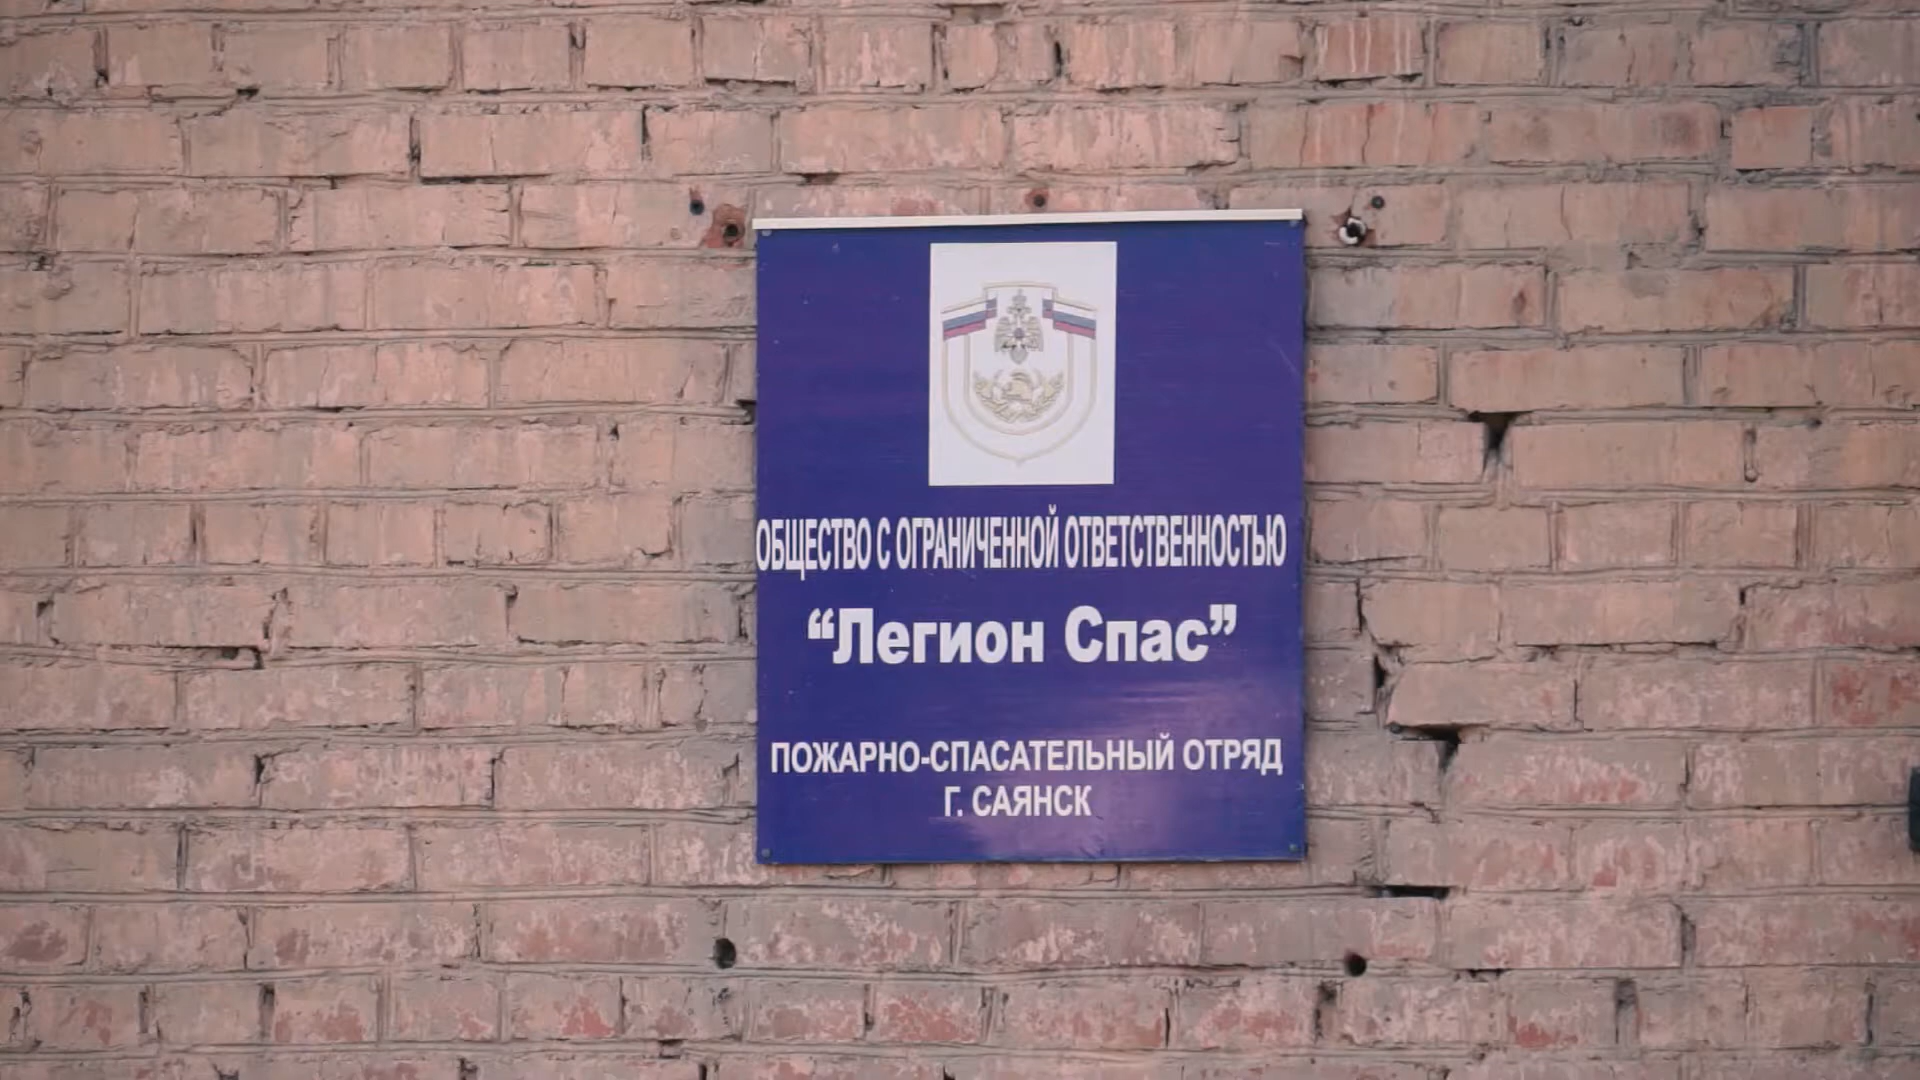 ОБЩЕСТВО С ОГРАНИЧЕННОЙ ОТВЕТСТВЕННОСТЬЮ
“Легион Спас”
ПОЖАРНО-СПАСАТЕЛЬНЫЙ ОТРЯД
Г. САЯНСК